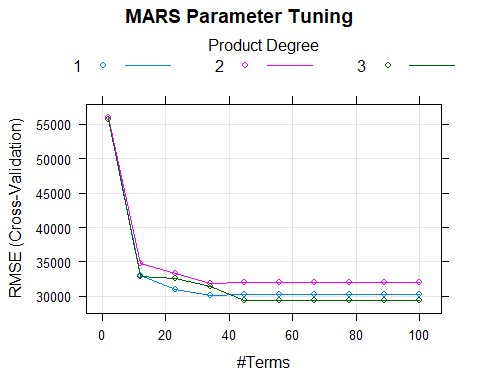 MARS Parameter Tuning
Product Degree
1 2 3
55000
50000
45000
40000
35000
30000
RMSE (Cross-Validation)
0 20 40 60 80 100
#Terms